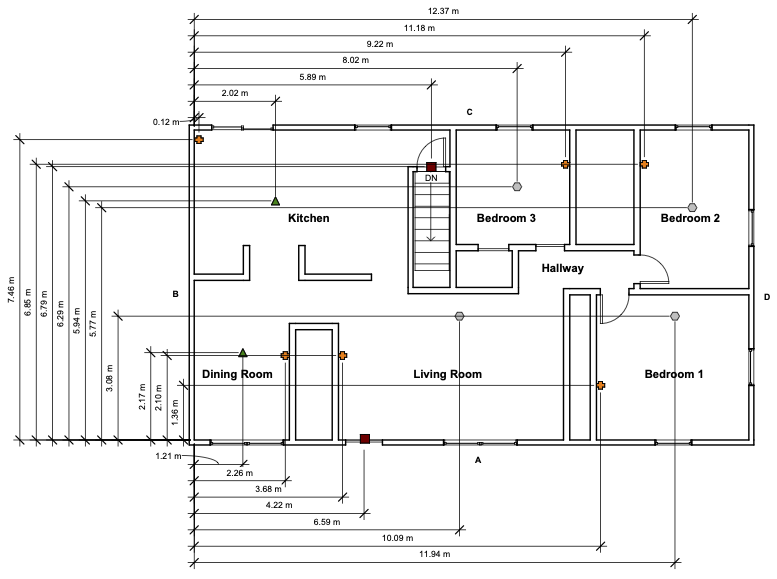 12.37 m
11.18 m
9.22 m
8.02 m
5.89 m
2.02 m
0.12 m
C
DN
Kitchen
Bedroom 3
Bedroom 2
Hallway
B
D
7.46 m
6.85 m
6.79 m
6.29 m
5.94 m
5.77 m
3.08 m
2.17 m
2.10 m
1.36 m
Dining Room
Living Room
Bedroom 1
1.21 m
A
2.26 m
3.68 m
4.22 m
6.59 m
10.09 m
11.94 m